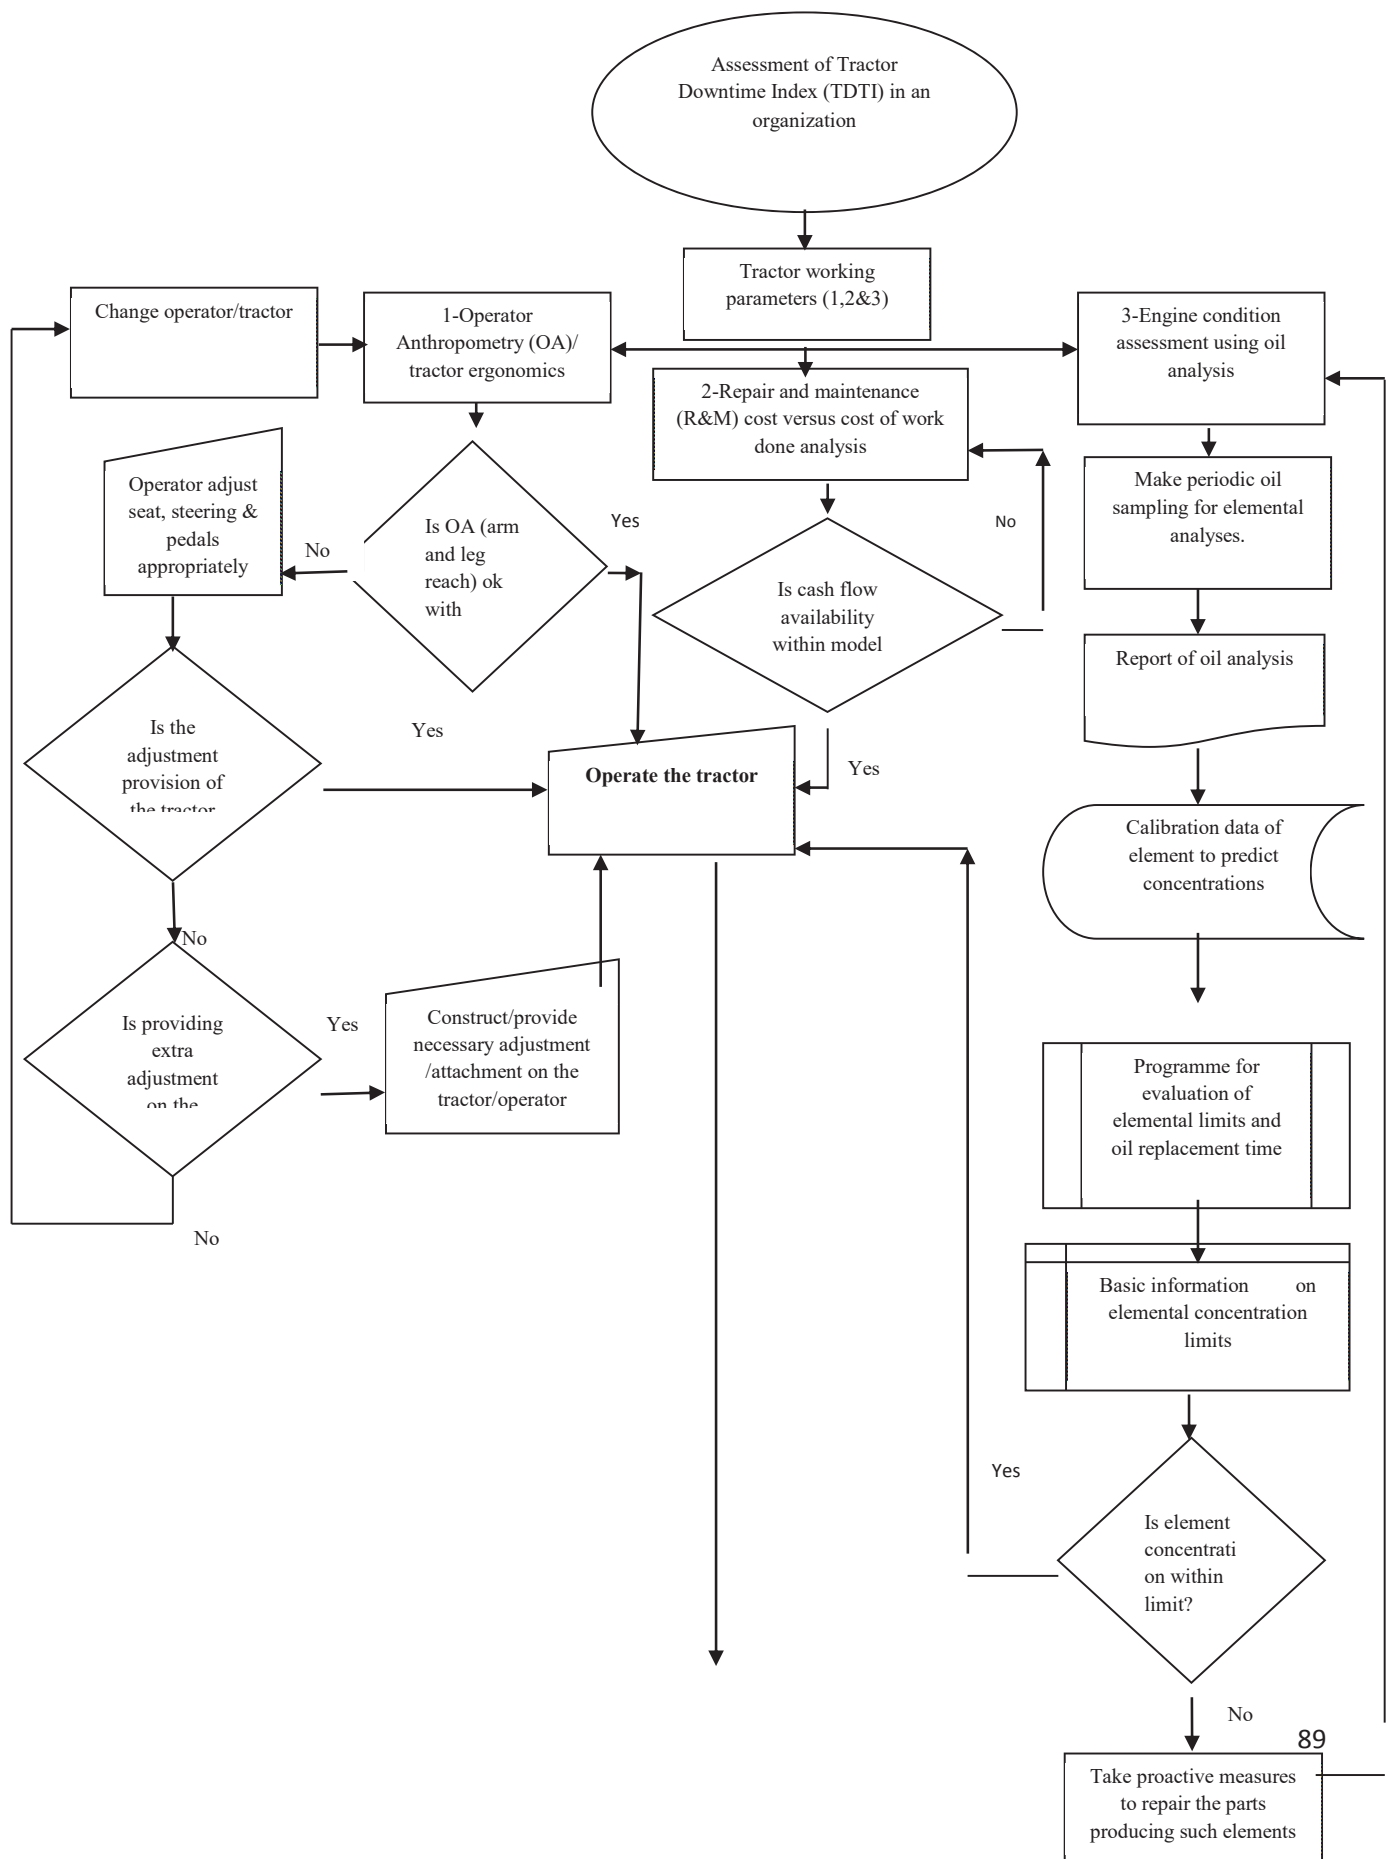 Assessment of Tractor
Downtime Index (TDTI) in an
organization
Tractor working
parameters (1,2&3)
Change operator/tractor
1-Operator
Anthropometry (OA)/
tractor ergonomics
3-Engine condition
assessment using oil
analysis
2-Repair and maintenance
(R&M) cost versus cost of work
done analysis
Operator adjust
seat, steering &
pedals
appropriately
No
Is OA (arm
and leg
reach) ok
with
Yes
No
Is cash flow
availability
within model
Make periodic oil
sampling for elemental
analyses.
Report of oil analysis
Is the
adjustment
provision of
the tractor
Yes
Operate the tractor
Yes
Calibration data of
element to predict
concentrations
No
Is providing
extra
adjustment
on the
Yes
Construct/provide
necessary adjustment
/attachment on the
tractor/operator
No
Programme for
evaluation of
elemental limits and
oil replacement time
Basic information on
elemental concentration
limits
Yes
Is element
concentrati
on within
limit?
No
89
Take proactive measures
to repair the parts
producing such elements